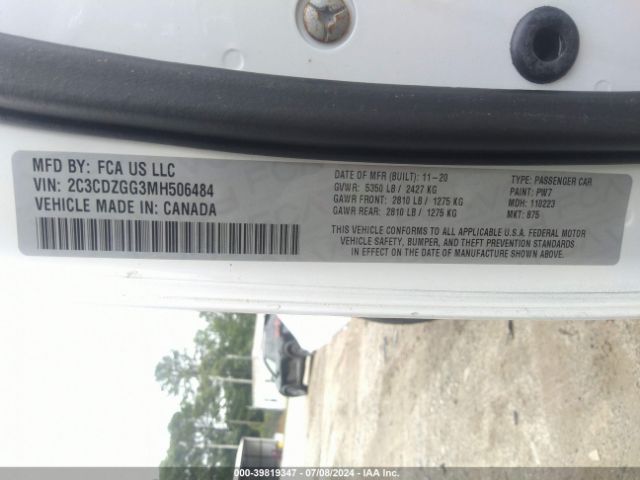 MFD BY: FCA US LLC
VIN: 2C3CDZGG3MH506484
VEHICLE MADE IN: CANADA
DATE OF MFR (BUILT): 11-20
GVWR: 5350 LB / 2427 KG
GAWR FRONT: 2810 LB / 1275 KG
GAWR REAR: 2810 LB / 1275 KG
TYPE: PASSENGER CAR
PAINT: PW7
MDH: 110223
MKT: 875
THIS VEHICLE CONFORMS TO ALL APPLICABLE U.S.A. FEDERAL MOTOR
VEHICLE SAFETY, BUMPER, AND THEFT PREVENTION STANDARDS
IN EFFECT ON THE DATE OF MANUFACTURE SHOWN ABOVE.
000-39819347 - 07/08/2024 - IAA Inc.